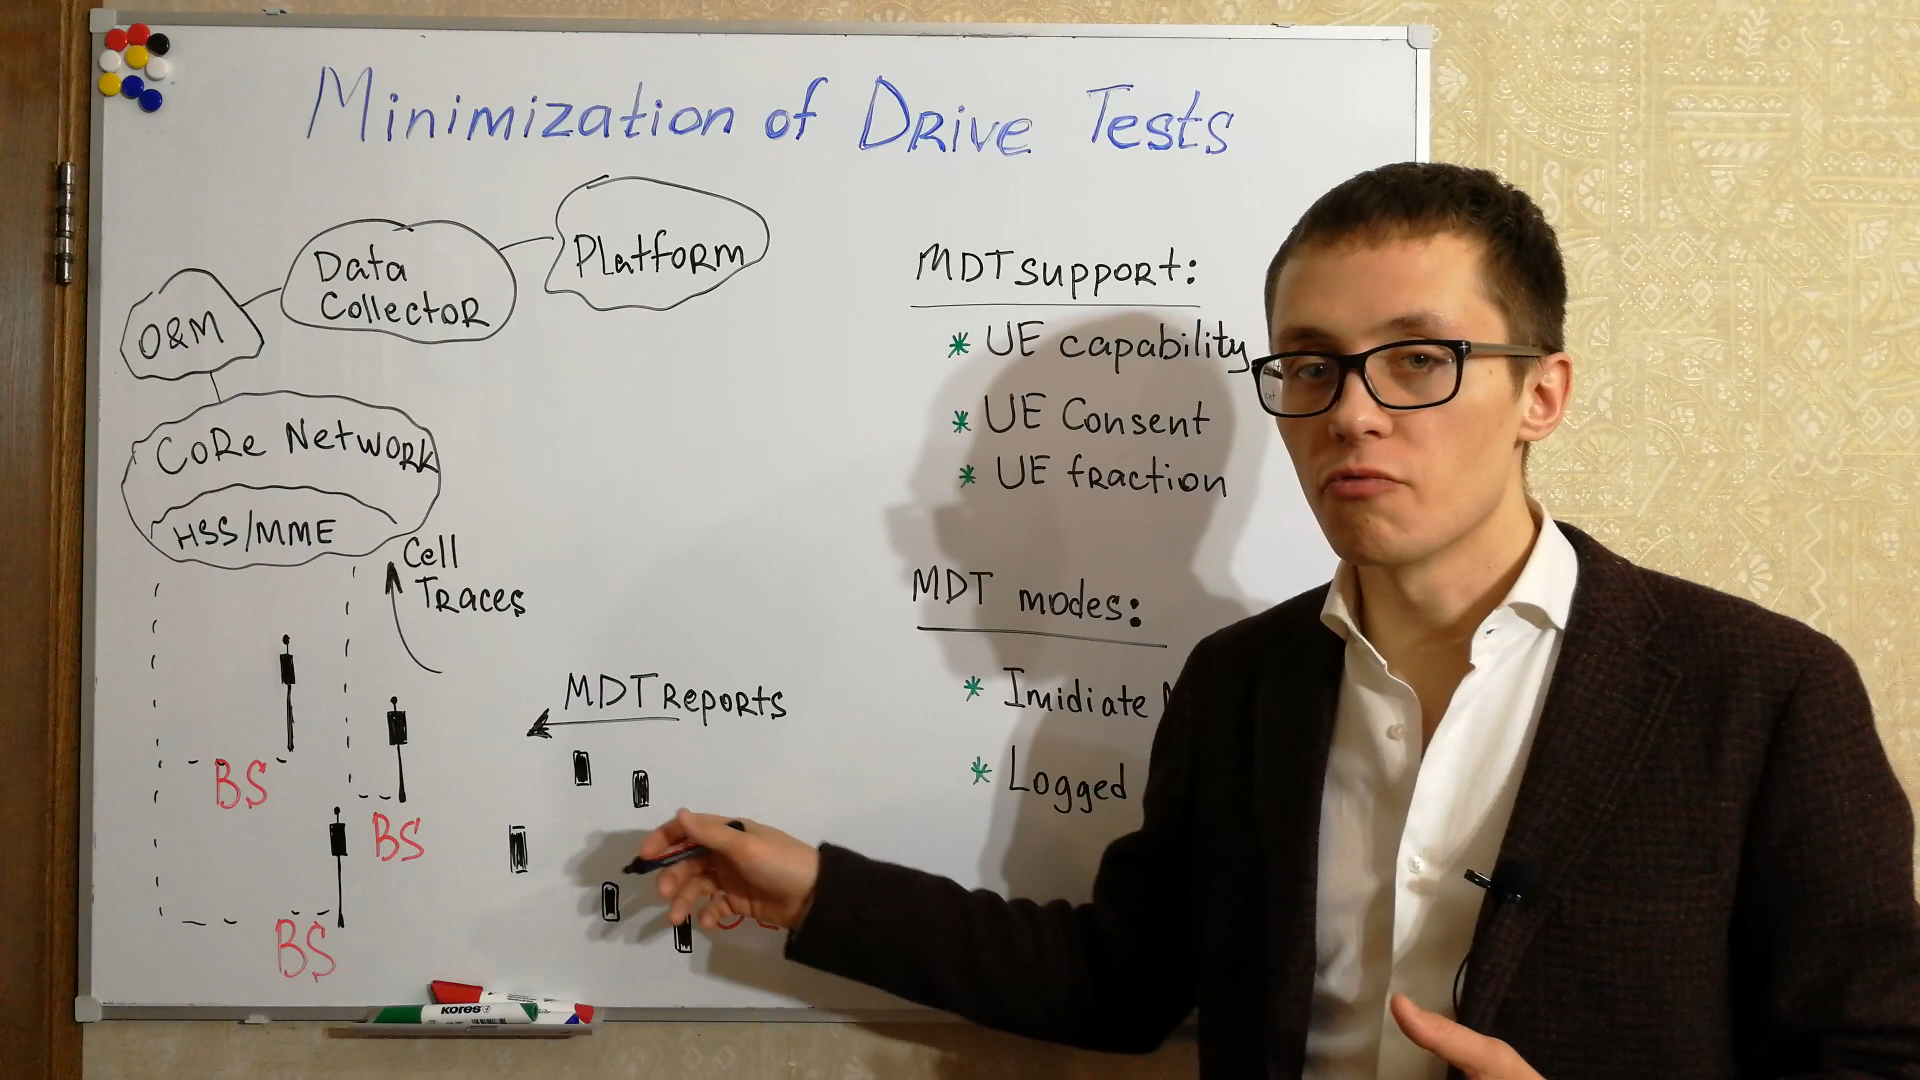 Minimization of Drive Tests
Platform
Data
Collector
O&M
Core Network
HSS/MME
Cell
Traces
MDT Reports
BS
BS
BS
MDT support:
* UE capability
* UE Consent
* UE fraction
MDT modes:
* Imidiate
* Logged
kores